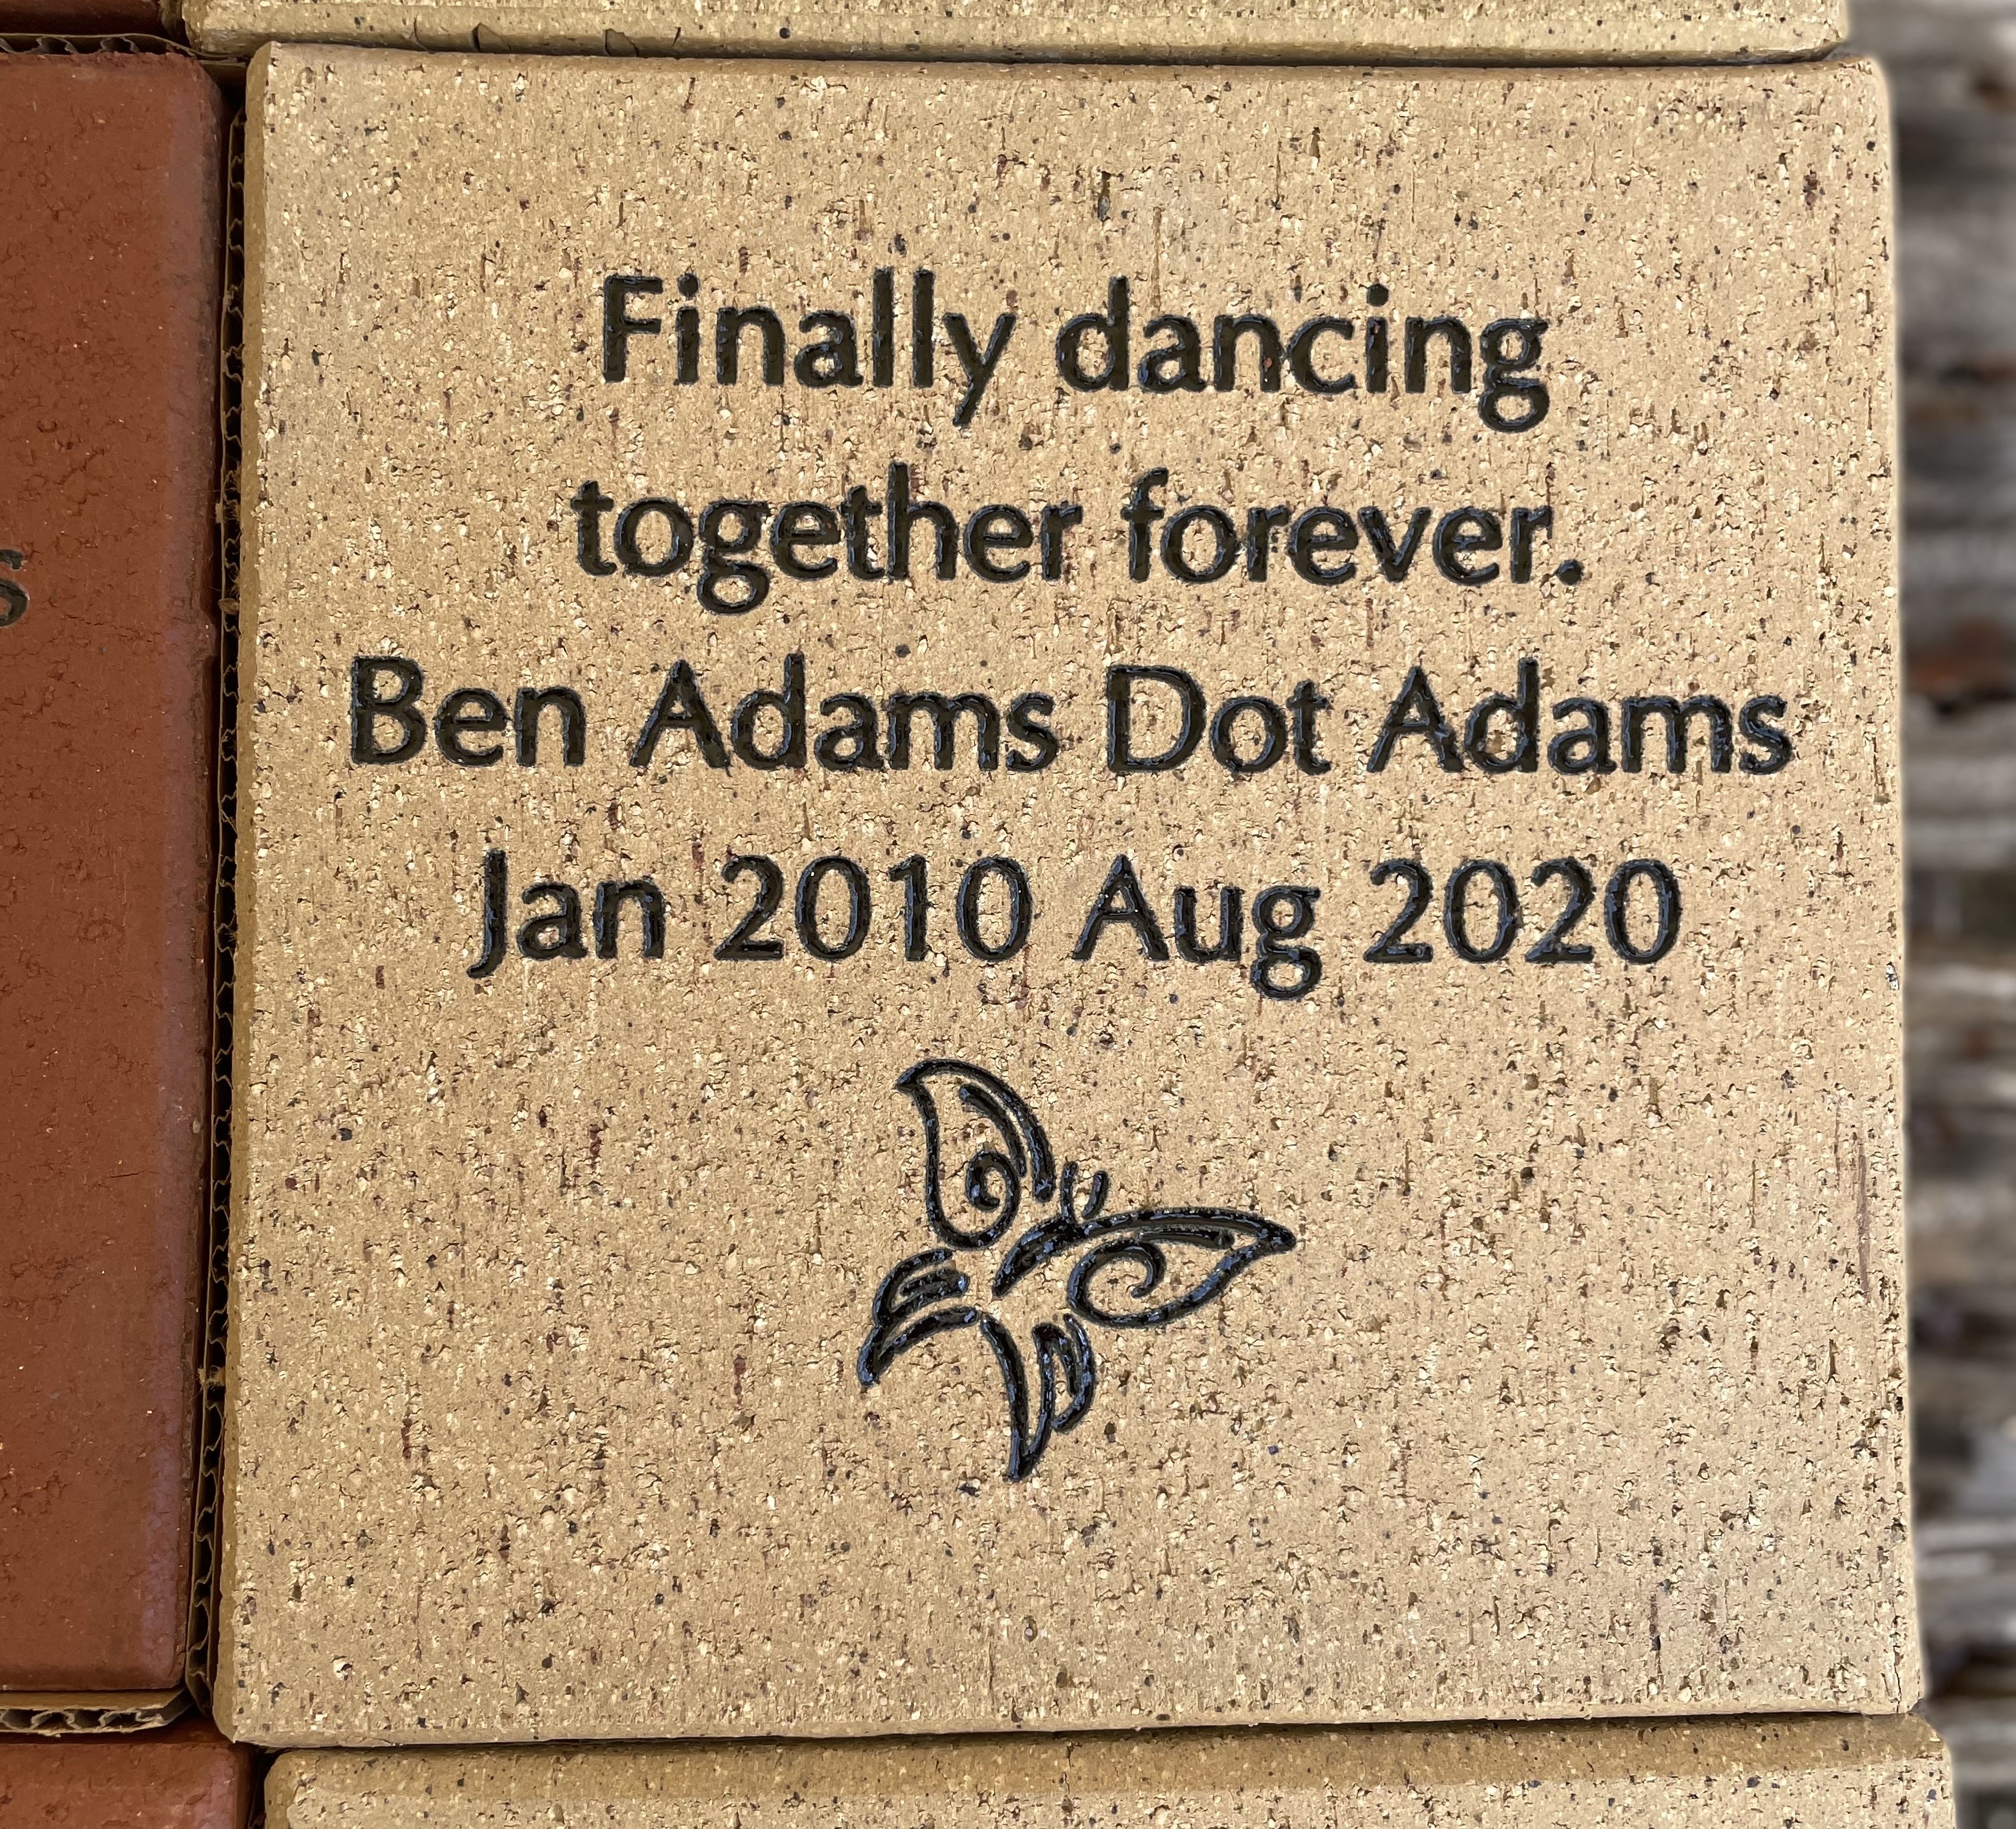 Finally dancing
together forever.
Ben Adams Dot Adams
Jan 2010 Aug 2020